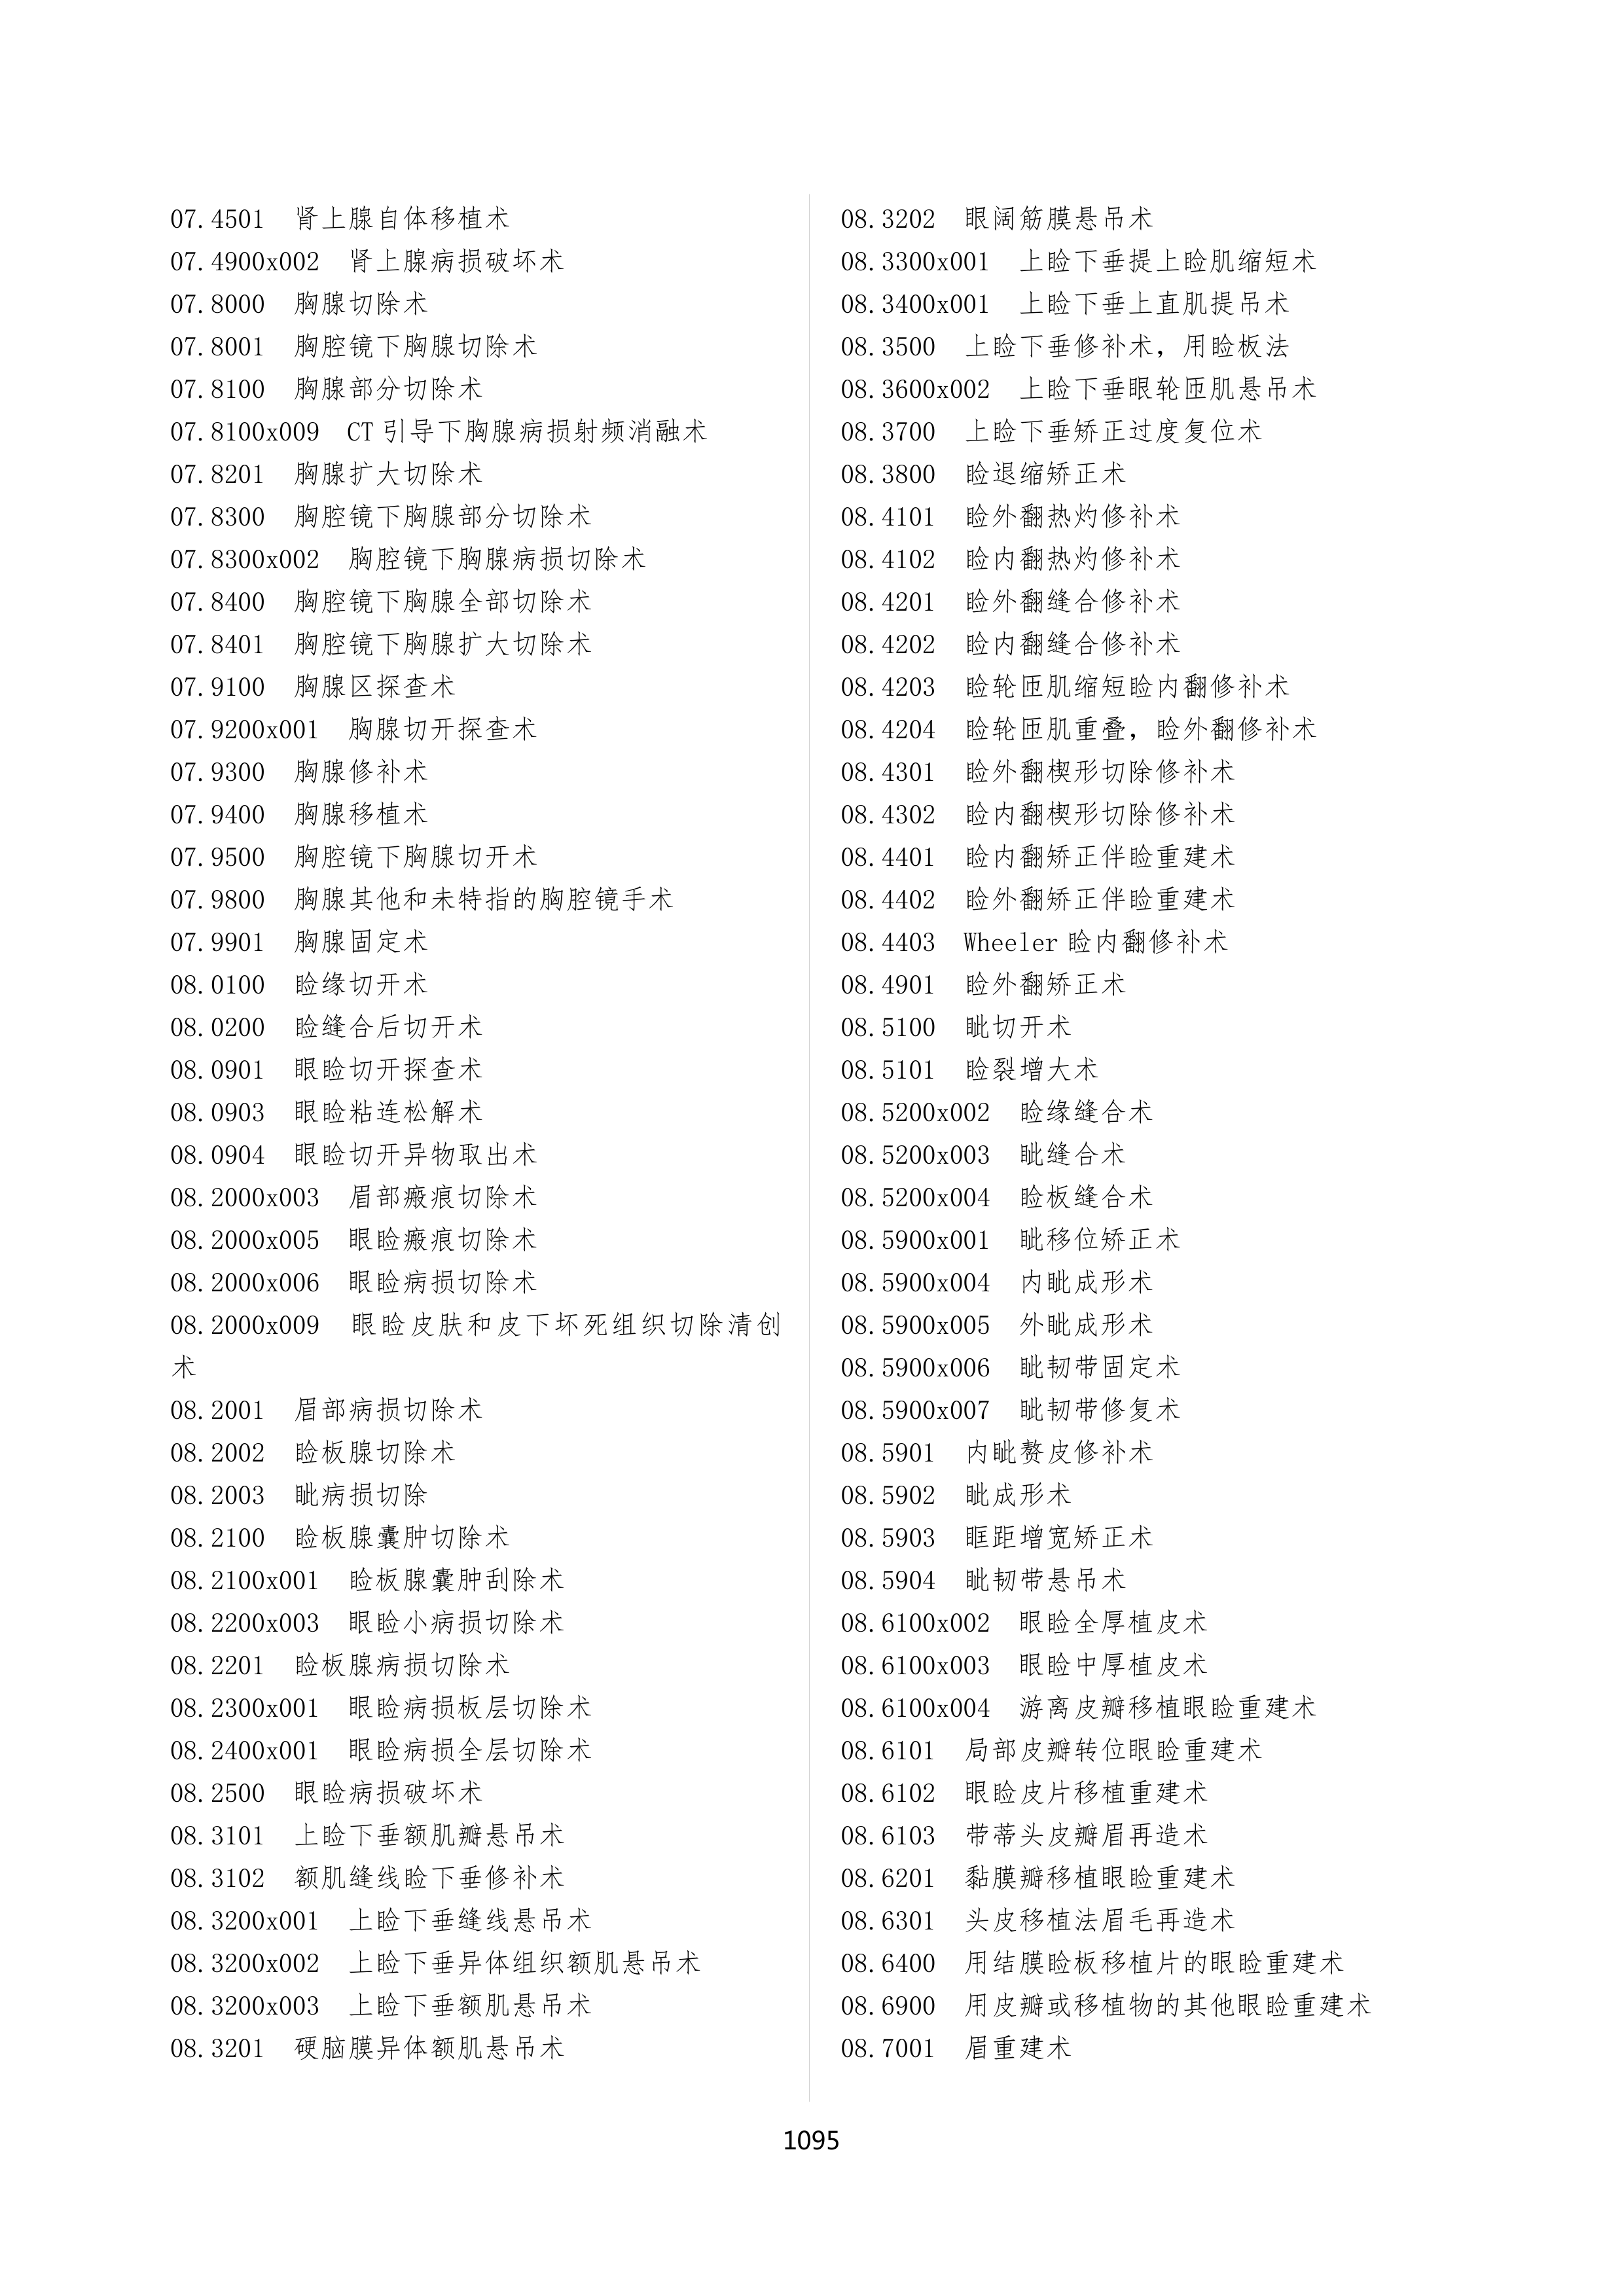 07.4501 肾上腺自体移植术
07.4900x002 肾上腺病损破坏术
07.8000 胸腺切除术
07.8001 胸腔镜下胸腺切除术
07.8100 胸腺部分切除术
07.8100x009 CT 引导下胸腺病损射频消融术
07.8201 胸腺扩大切除术
07.8300 胸腔镜下胸腺部分切除术
07.8300x002 胸腔镜下胸腺病损切除术
07.8400 胸腔镜下胸腺全部切除术
07.8401 胸腔镜下胸腺扩大切除术
07.9100 胸腺区探查术
07.9200x001 胸腺切开探查术
07.9300 胸腺修补术
07.9400 胸腺移植术
07.9500 胸腔镜下胸腺切开术
07.9800 胸腺其他和未特指的胸腔镜手术
07.9901 胸腺固定术
08.0100 睑缘切开术
08.0200 睑缝合后切开术
08.0901 眼睑切开探查术
08.0903 眼睑粘连松解术
08.0904 眼睑切开异物取出术
08.2000x003 眉部瘢痕切除术
08.2000x005 眼睑瘢痕切除术
08.2000x006 眼睑病损切除术
08.2000x009 眼睑皮肤和皮下坏死组织切除清创
术
08.2001 眉部病损切除术
08.2002 睑板腺切除术
08.2003 眦病损切除
08.2100 睑板腺囊肿切除术
08.2100x001 睑板腺囊肿刮除术
08.2200x003 眼睑小病损切除术
08.2201 睑板腺病损切除术
08.2300x001 眼睑病损板层切除术
08.2400x001 眼睑病损全层切除术
08.2500 眼睑病损破坏术
08.3101 上睑下垂额肌瓣悬吊术
08.3102 额肌缝线睑下垂修补术
08.3200x001 上睑下垂缝线悬吊术
08.3200x002 上睑下垂异体组织额肌悬吊术
08.3200x003 上睑下垂额肌悬吊术
08.3201 硬脑膜异体额肌悬吊术
08.3202 眼阔筋膜悬吊术
08.3300x001 上睑下垂提上睑肌缩短术
08.3400x001 上睑下垂上直肌提吊术
08.3500 上睑下垂修补术，用睑板法
08.3600x002 上睑下垂眼轮匝肌悬吊术
08.3700 上睑下垂矫正过度复位术
08.3800 睑退缩矫正术
08.4101 睑外翻热灼修补术
08.4102 睑内翻热灼修补术
08.4201 睑外翻缝合修补术
08.4202 睑内翻缝合修补术
08.4203 睑轮匝肌缩短睑内翻修补术
08.4204 睑轮匝肌重叠，睑外翻修补术
08.4301 睑外翻楔形切除修补术
08.4302 睑内翻楔形切除修补术
08.4401 睑内翻矫正伴睑重建术
08.4402 睑外翻矫正伴睑重建术
08.4403 Wheeler 睑内翻修补术
08.4901 睑外翻矫正术
08.5100 眦切开术
08.5101 睑裂增大术
08.5200x002 睑缘缝合术
08.5200x003 眦缝合术
08.5200x004 睑板缝合术
08.5900x001 眦移位矫正术
08.5900x004 内眦成形术
08.5900x005 外眦成形术
08.5900x006 眦韧带固定术
08.5900x007 眦韧带修复术
08.5901 内眦赘皮修补术
08.5902 眦成形术
08.5903 眶距增宽矫正术
08.5904 眦韧带悬吊术
08.6100x002 眼睑全厚植皮术
08.6100x003 眼睑中厚植皮术
08.6100x004 游离皮瓣移植眼睑重建术
08.6101 局部皮瓣转位眼睑重建术
08.6102 眼睑皮片移植重建术
08.6103 带蒂头皮瓣眉再造术
08.6201 黏膜瓣移植眼睑重建术
08.6301 头皮移植法眉毛再造术
08.6400 用结膜睑板移植片的眼睑重建术
08.6900 用皮瓣或移植物的其他眼睑重建术
08.7001 眉重建术
1095